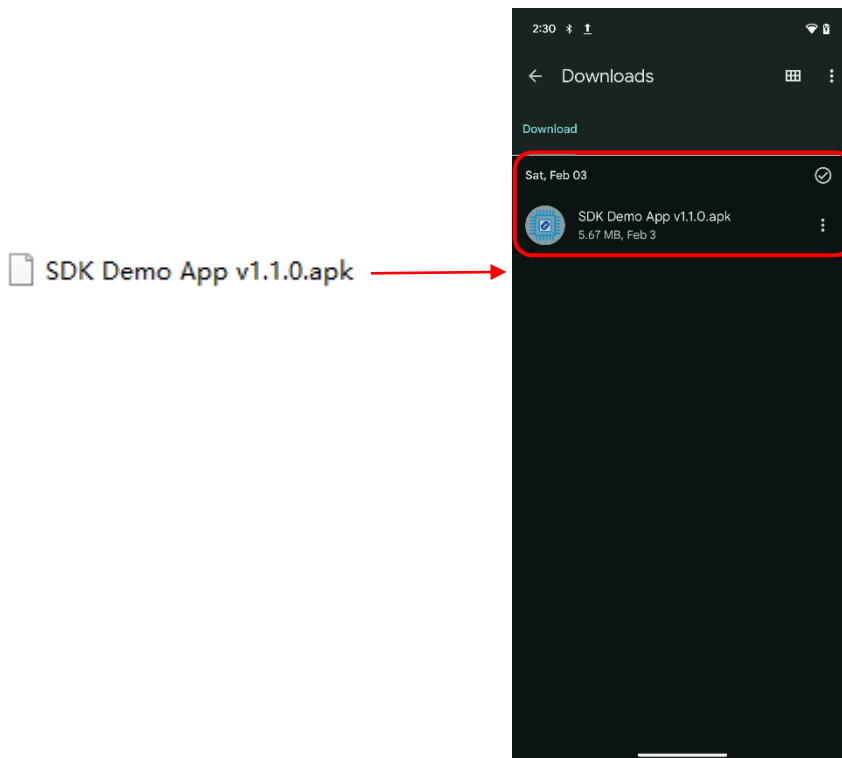 SDK Demo App v1.1.0.apk
2:30
Downloads
Download
Sat, Feb 03
SDK Demo App v1.1.0.apk
5.67 MB, Feb 3